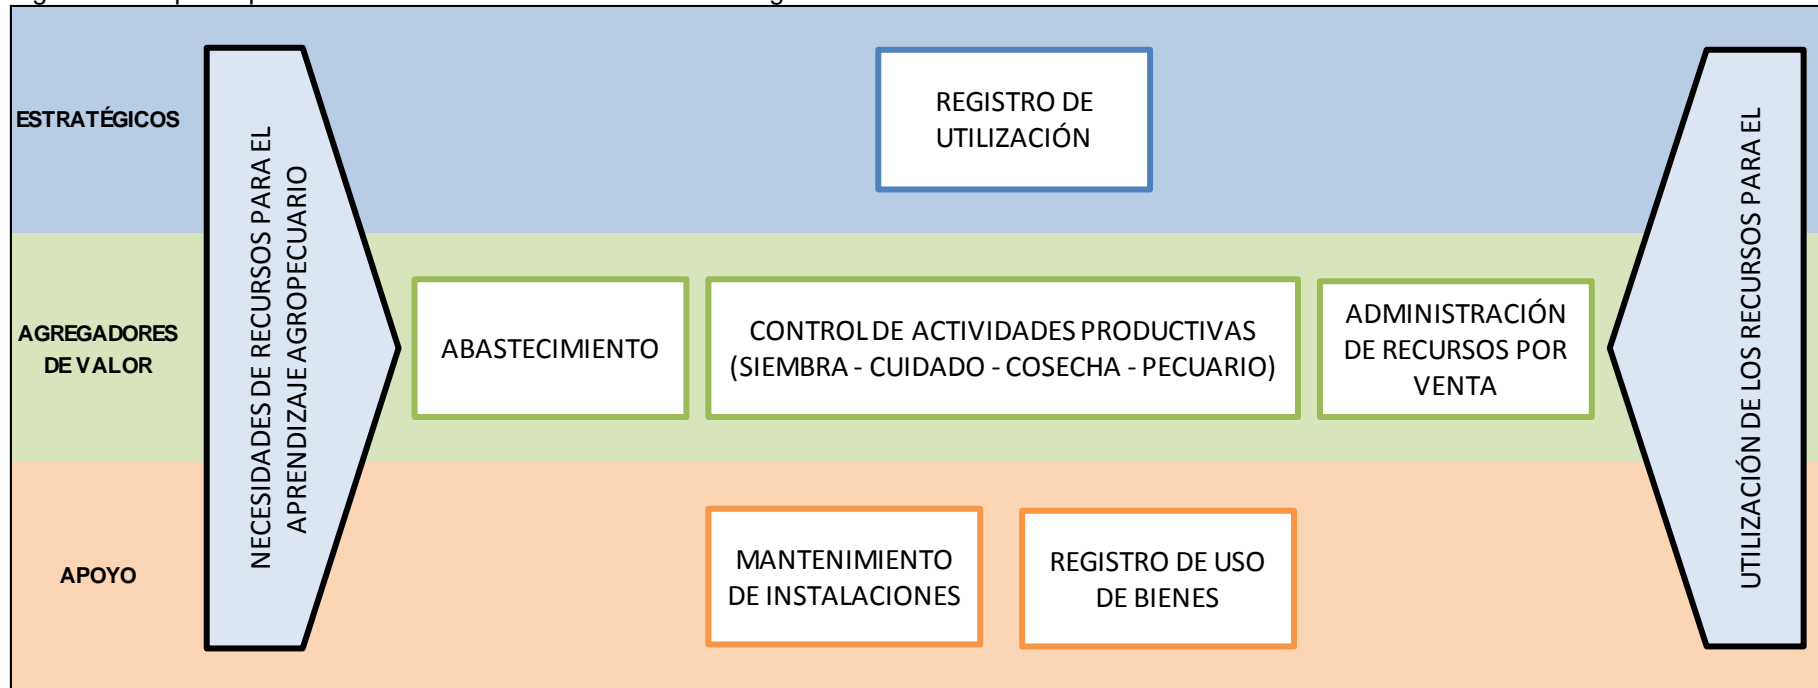 ESTRATÉGICOS
NECESIDADES DE RECURSOS PARA EL
APRENDIZAJE AGROPECUARIO
REGISTRO DE
UTILIZACIÓN
UTILIZACIÓN DE LOS RECURSOS PARA EL
AGREGADORES
DE VALOR
ABASTECIMIENTO
CONTROL DE ACTIVIDADES PRODUCTIVAS
(SIEMBRA - CUIDADO - COSECHA - PECUARIO)
ADMINISTRACIÓN
DE RECURSOS POR
VENTA
APOYO
MANTENIMIENTO
DE INSTALACIONES
REGISTRO DE USO
DE BIENES